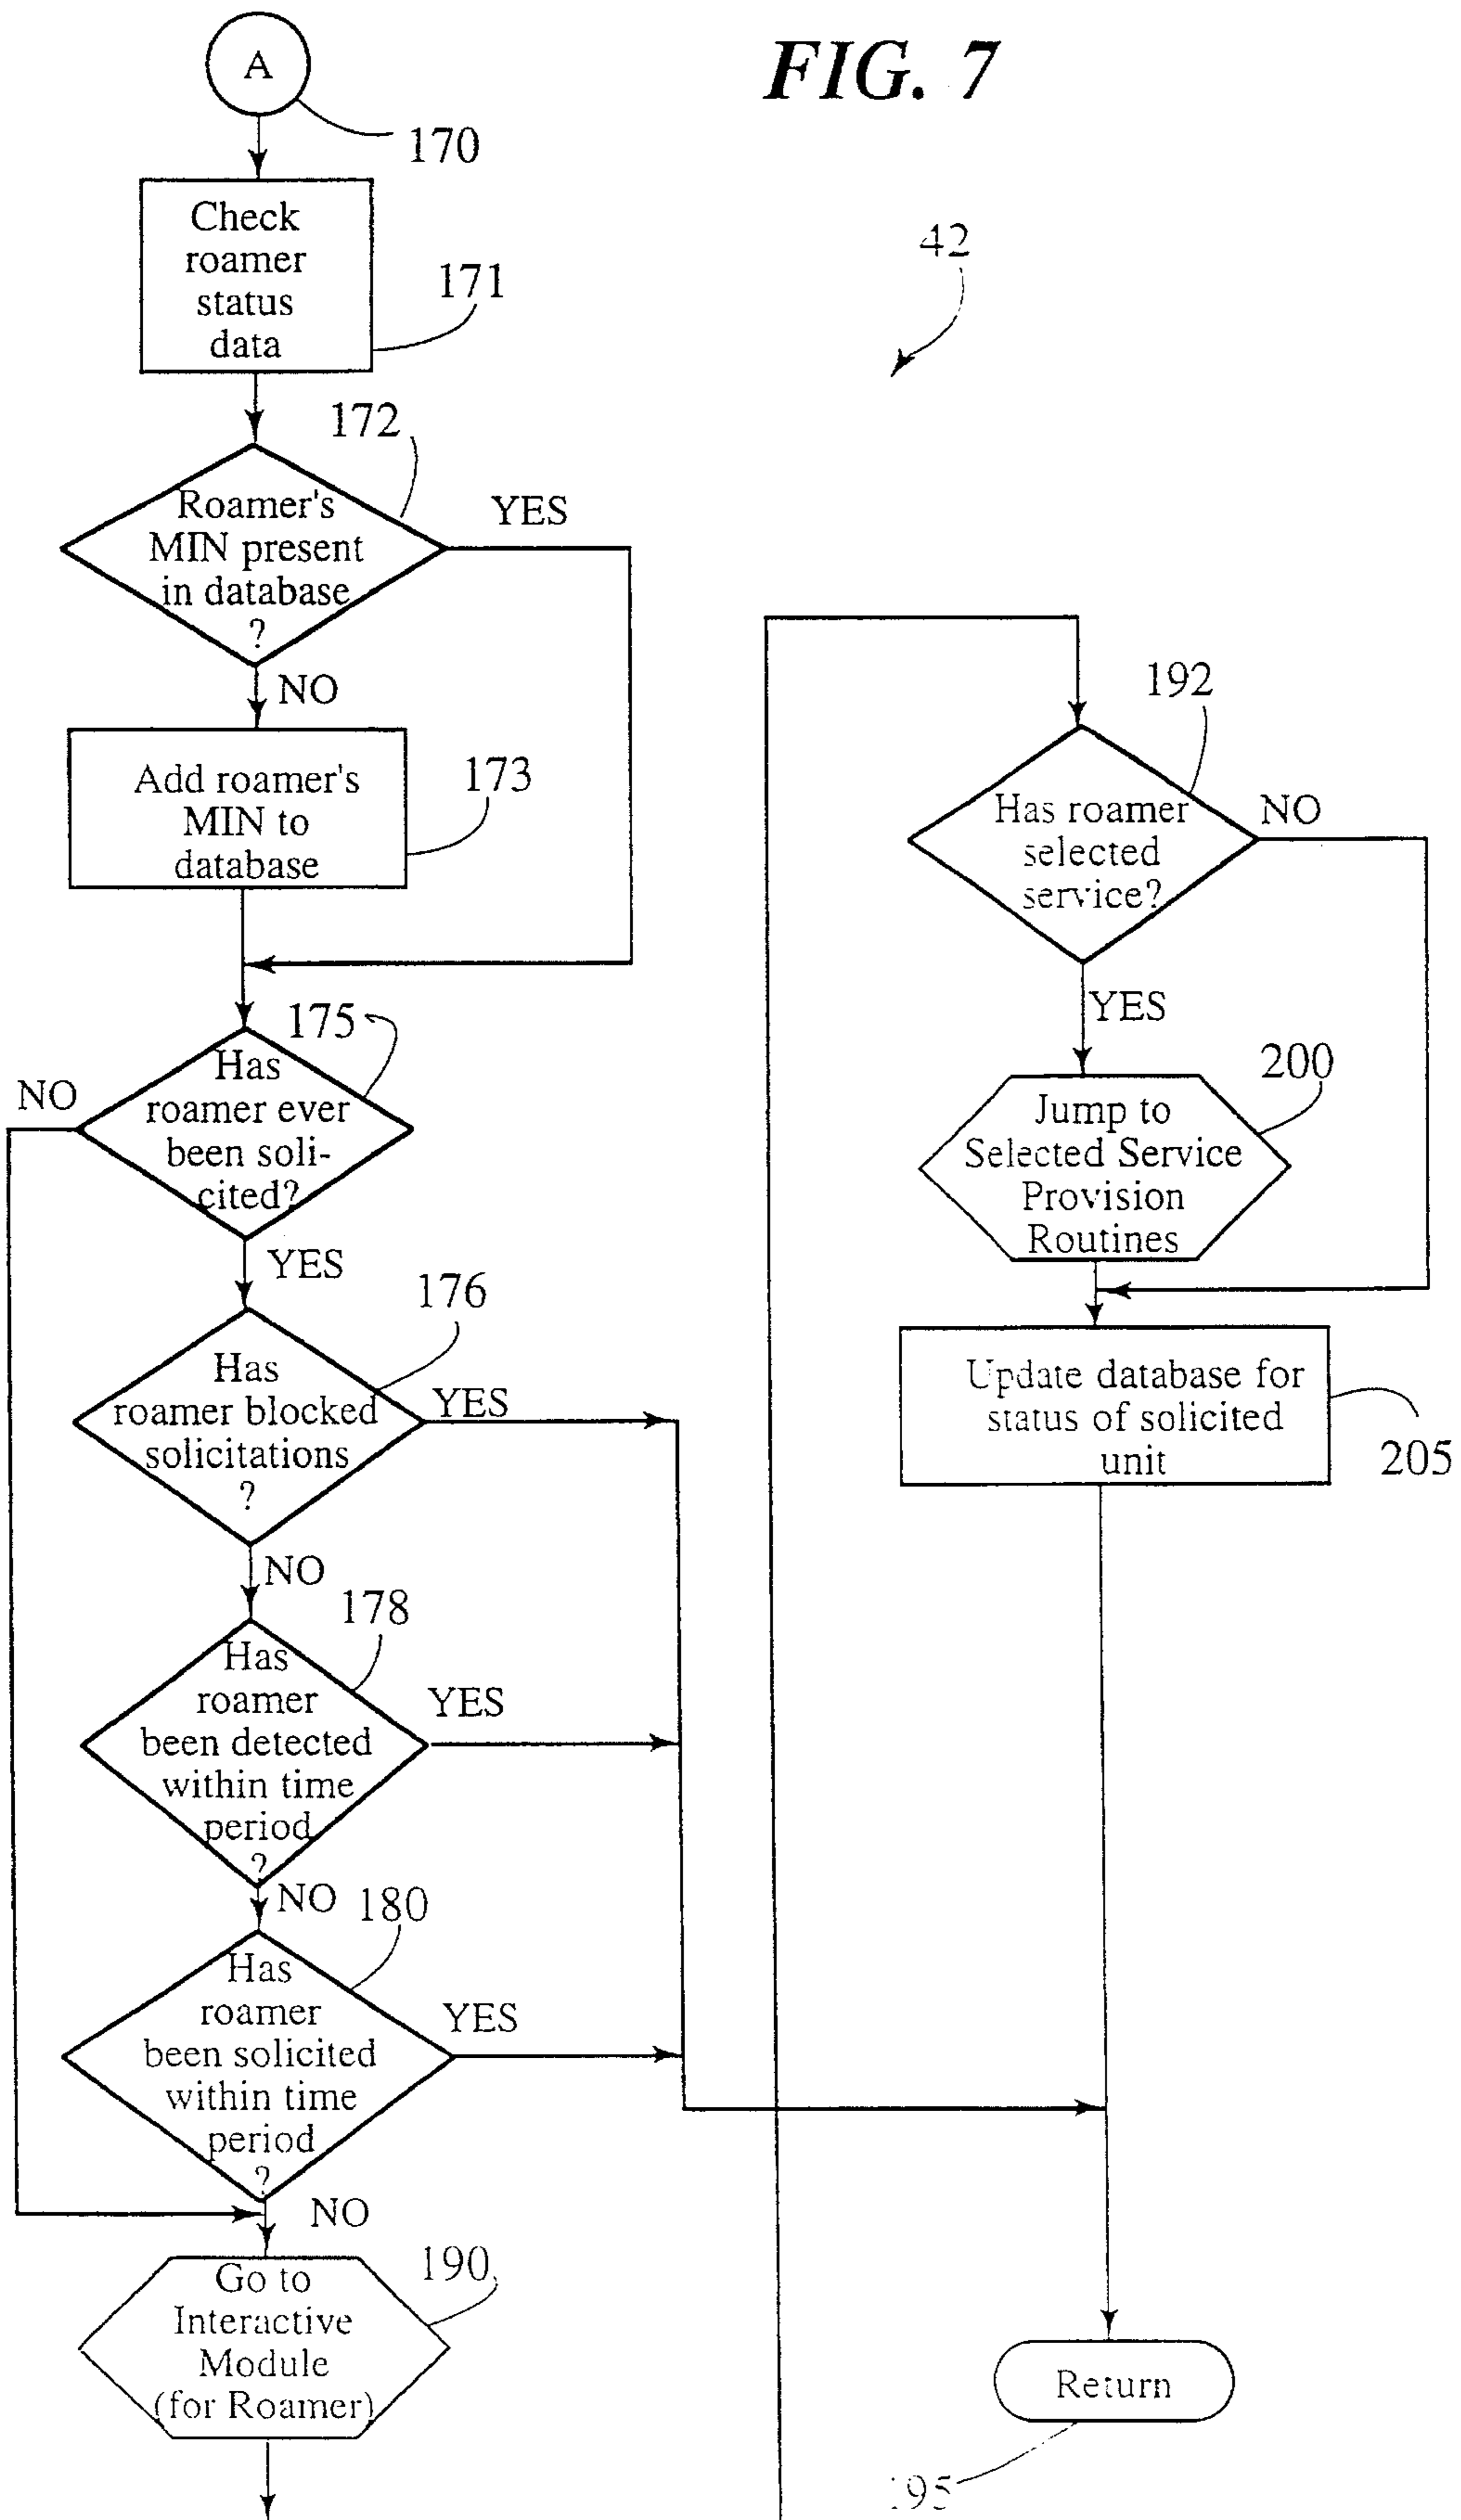 FIG. 7
A
170
Check
roamer
status
data
171
42
172
Roamer's
MIN present
in database
?
YES
NO
Add roamer's
MIN to
database
173
175
Has
roamer ever
been soli-
cited?
NO
YES
176
Has
roamer blocked
solicitations
?
YES
NO
178
Has
roamer
been detected
within time
period
?
YES
NO
180
Has
roamer
been solicited
within time
period
?
YES
NO
190
Go to
Interactive
Module
(for Roamer)
192
Has roamer
selected
service?
NO
YES
200
Jump to
Selected Service
Provision
Routines
Update database for
status of solicited
unit
205
Return
195